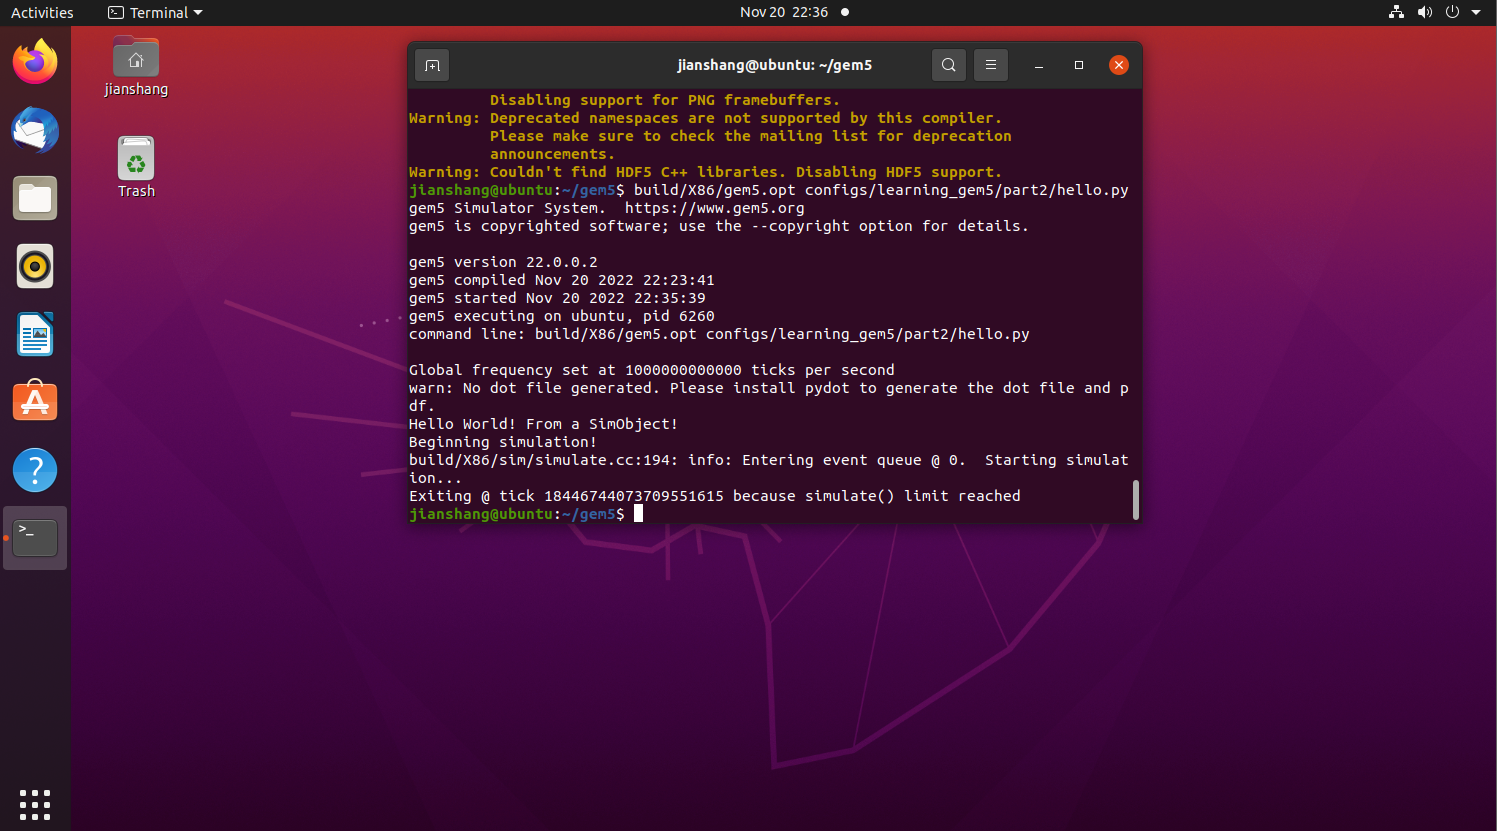 Activities Terminal Nov 20 22:36
jianshang
Trash
jianshang@ubuntu: ~/gem5
Disabling support for PNG framebuffers.
Warning: Deprecated namespaces are not supported by this compiler.
Please make sure to check the mailing list for deprecation
announcements.
Warning: Couldn't find HDF5 C++ libraries. Disabling HDF5 support.
jianshang@ubuntu:~/gem5$ build/X86/gem5.opt configs/learning_gem5/part2/hello.py
gem5 Simulator System.  https://www.gem5.org
gem5 is copyrighted software; use the --copyright option for details.
gem5 version 22.0.0.2
gem5 compiled Nov 20 2022 22:23:41
gem5 started Nov 20 2022 22:35:39
gem5 executing on ubuntu, pid 6260
command line: build/X86/gem5.opt configs/learning_gem5/part2/hello.py
Global frequency set at 1000000000000 ticks per second
warn: No dot file generated. Please install pydot to generate the dot file and p
df.
Hello World! From a SimObject!
Beginning simulation!
build/X86/sim/simulate.cc:194: info: Entering event queue @ 0.  Starting simulat
ion...
Exiting @ tick 18446744073709551615 because simulate() limit reached
jianshang@ubuntu:~/gem5$